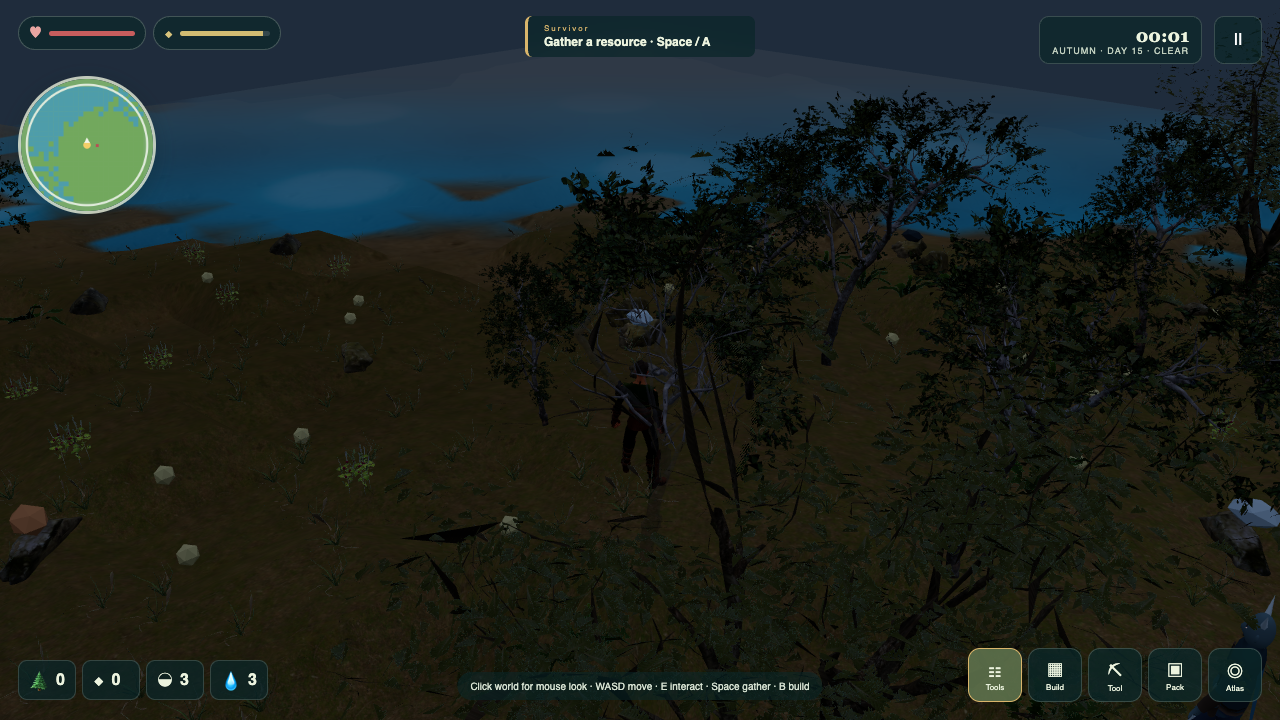 Survivor
Gather a resource · Space / A
00:01
AUTUMN · DAY 15 · CLEAR
0
0
3
3
Click world for mouse look · WASD move · E interact · Space gather · B build
Tools
Build
Tool
Pack
Atlas